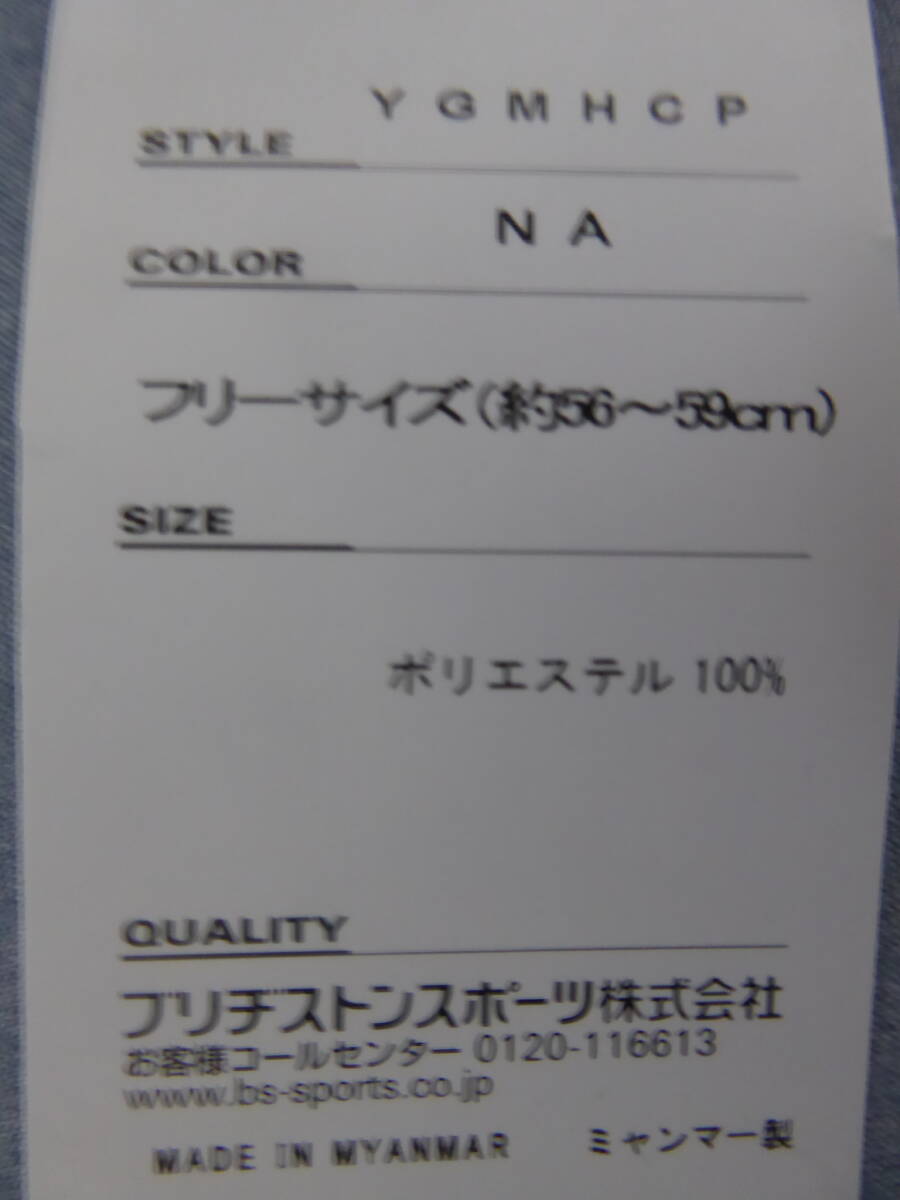 YGMHCP
STYLE
NA
COLOR
フリーサイズ(約56～59cm)
SIZE
ポリエステル 100%
QUALITY
ブリヂストンスポーツ株式会社
お客様コールセンター 0120-116613
www.bs-sports.co.jp
MADE IN MYANMAR ミャンマー製